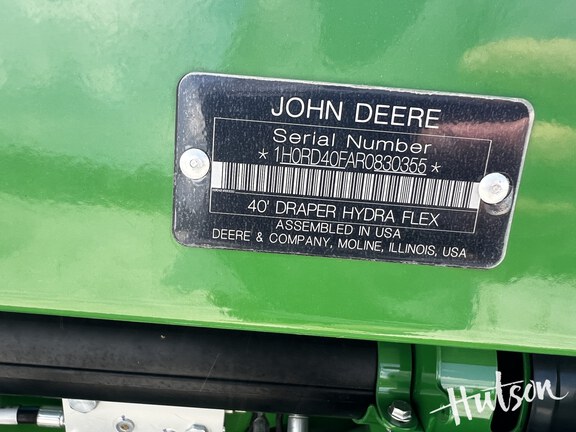 JOHN DEERE
Serial Number
*1H0RD40FAR0830355*
40' DRAPER HYDRA FLEX
ASSEMBLED IN USA
DEERE & COMPANY, MOLINE, ILLINOIS, USA
Hutson